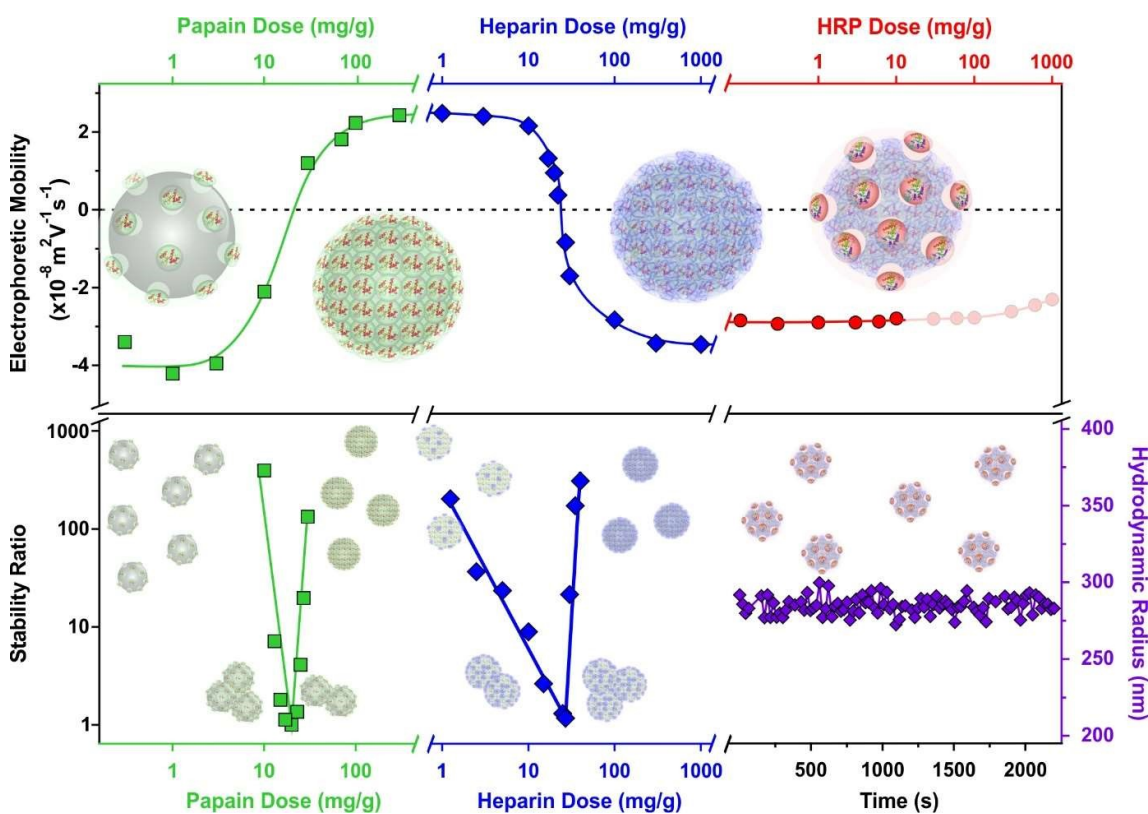 Papain Dose (mg/g)
Heparin Dose (mg/g)
HRP Dose (mg/g)
1 10 100
1 10 100 1000
1 10 100 1000
Electrophoretic Mobility
(x10⁻⁸m²V⁻¹s⁻¹)
2
0
-2
-4
Stability Ratio
1000
100
10
1
Hydrodynamic Radius (nm)
400
350
300
250
200
1 10 100
1 10 100 1000
500 1000 1500 2000
Papain Dose (mg/g)
Heparin Dose (mg/g)
Time (s)